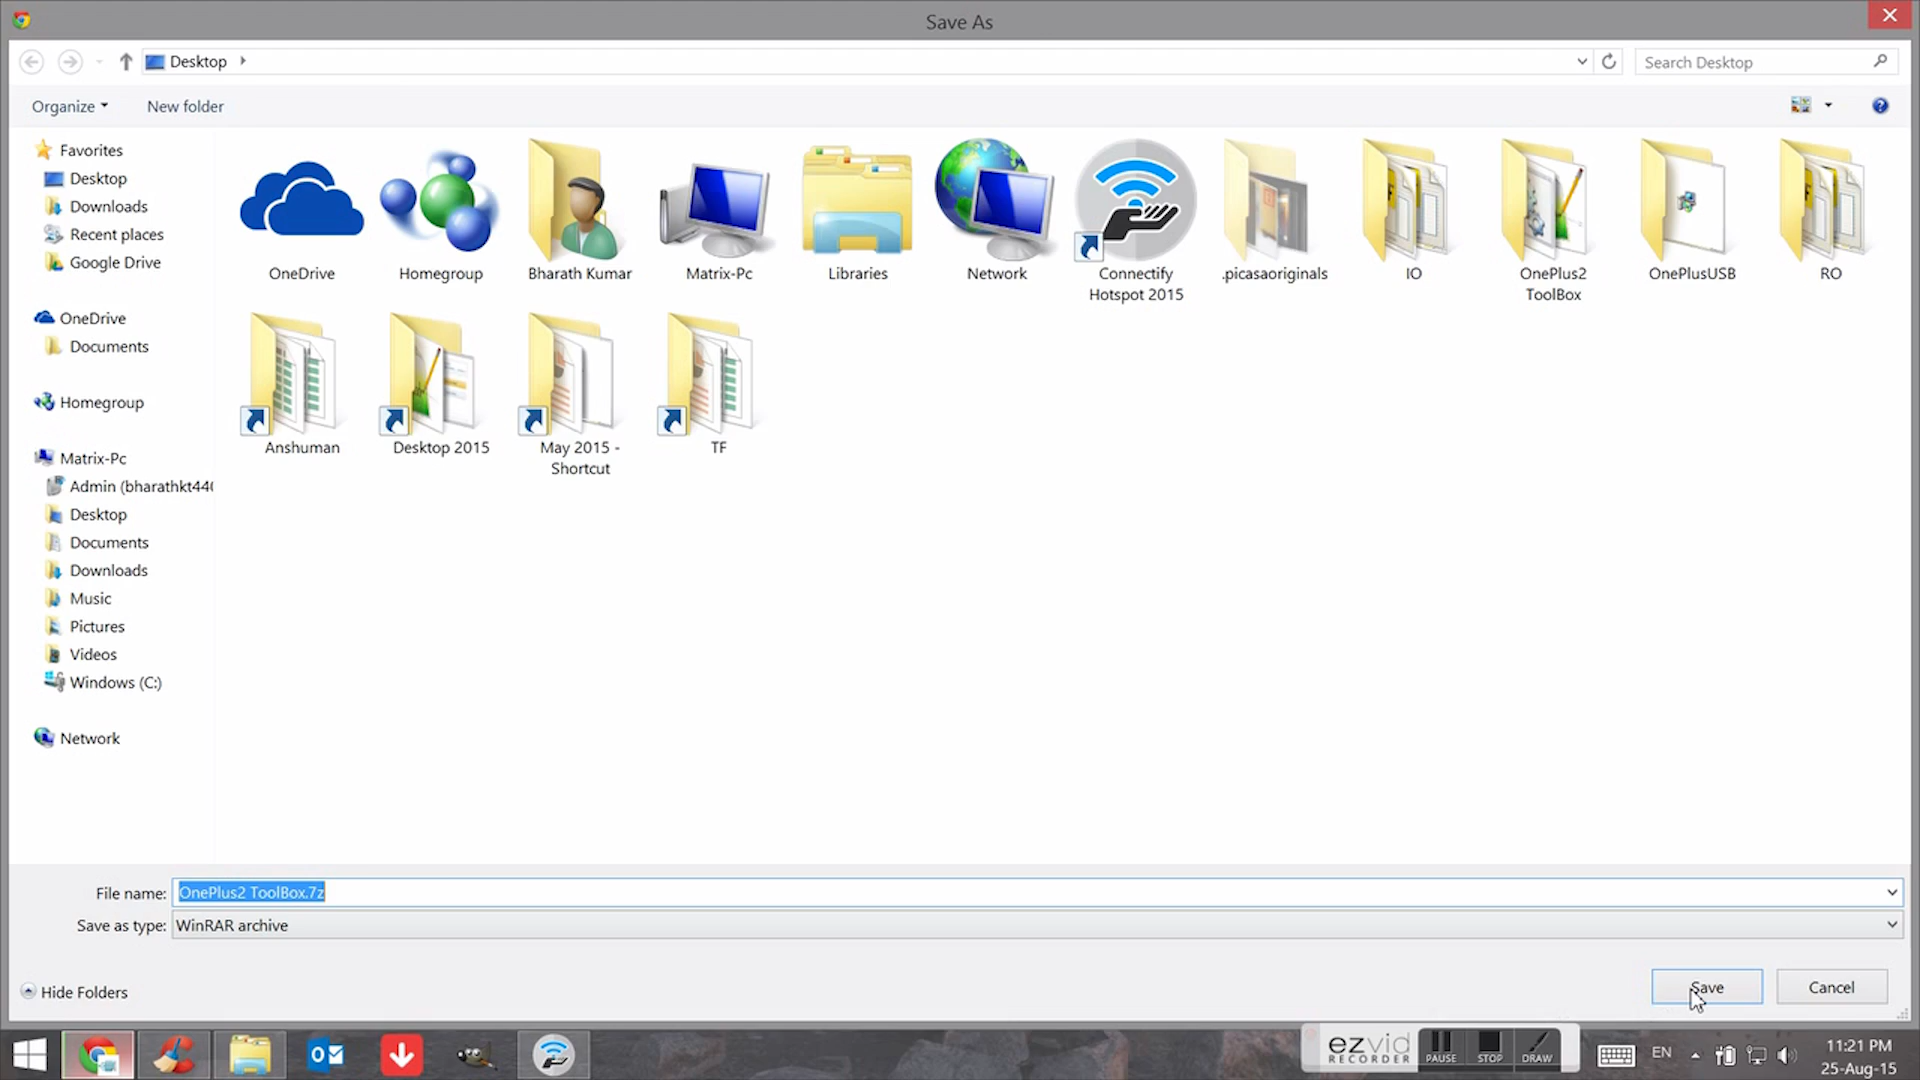 Save As
Desktop
Search Desktop
Organize
New folder
Favorites
Desktop
Downloads
Recent places
Google Drive
OneDrive
Documents
Homegroup
Matrix-Pc
Admin (bharathkt440
Desktop
Documents
Downloads
Music
Pictures
Videos
Windows (C:)
Network
OneDrive
Homegroup
Bharath Kumar
Matrix-Pc
Libraries
Network
Connectify
Hotspot 2015
.picasaoriginals
IO
OnePlus2
ToolBox
OnePlusUSB
RO
Anshuman
Desktop 2015
May 2015 -
Shortcut
TF
File name: OnePlus2 ToolBox.7z
Save as type: WinRAR archive
Hide Folders
Save
Cancel
ezvid
RECORDER
PAUSE
STOP
DRAW
EN
11:21 PM
25-Aug-15